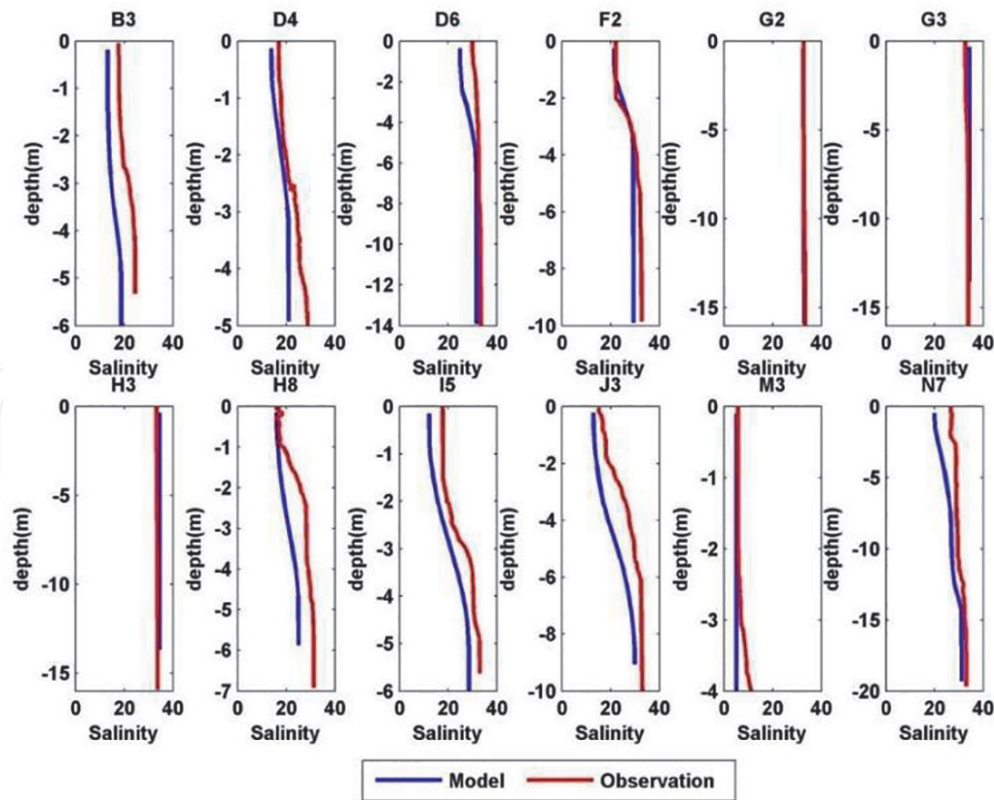 B3 D4 D6 F2 G2 G3
0 0 0 0 0 0
-1 -1 -2 -2 -5 -5
-2 -2 -4 -4 -10 -10
-3 -3 -6 -6 -15 -15
-4 -4 -8 -8
-5 -5 -10 -10
-6 -12
-14
depth(m) depth(m) depth(m) depth(m) depth(m) depth(m)
0 20 40 0 20 40 0 20 40 0 20 40 0 20 40 0 20 40
Salinity Salinity Salinity Salinity Salinity Salinity
H3 H8 I5 J3 M3 N7
0 0 0 0 0 0
-5 -1 -1 -2 -1 -5
-10 -2 -2 -4 -2 -10
-15 -3 -3 -6 -3 -15
-4 -4 -8 -4 -20
-5 -5 -10
-6 -6
-7
depth(m) depth(m) depth(m) depth(m) depth(m) depth(m)
0 20 40 0 20 40 0 20 40 0 20 40 0 20 40 0 20 40
Salinity Salinity Salinity Salinity Salinity Salinity
Model Observation